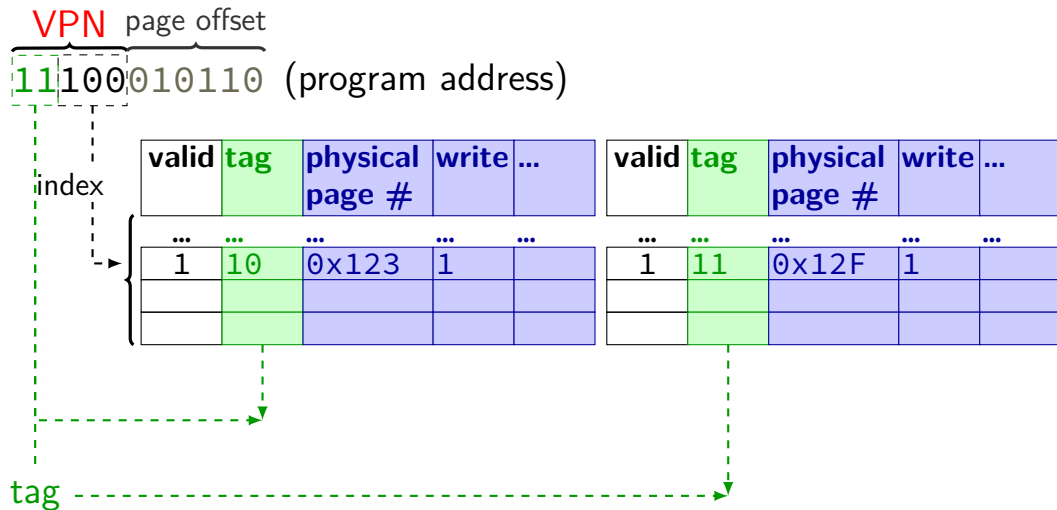 VPN page offset
11100010110 (program address)
valid tag physical page # write ... valid tag physical page # write ...
index
... ... ... ... ... ... ... ... ... ...
1 10 0x123 1 1 11 0x12F 1
tag